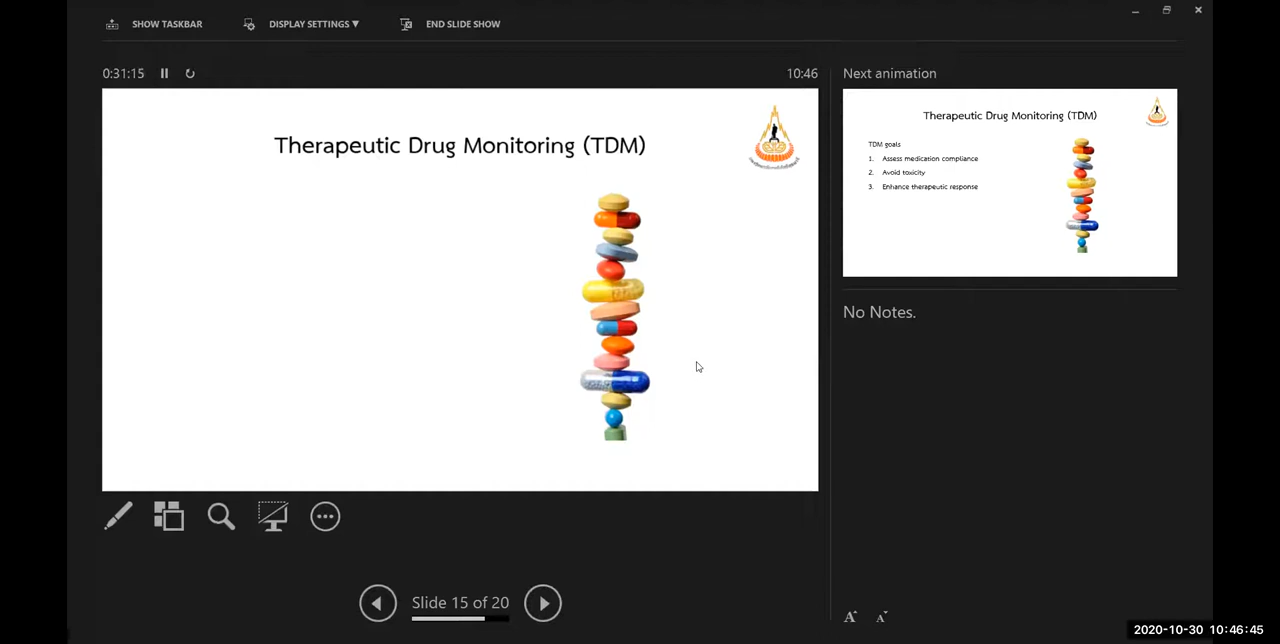 SHOW TASKBAR
DISPLAY SETTINGS ▼
END SLIDE SHOW
0:31:15
10:46
Next animation
Therapeutic Drug Monitoring (TDM)
Therapeutic Drug Monitoring (TDM)
TDM goals
1. Assess medication compliance
2. Avoid toxicity
3. Enhance therapeutic response
No Notes.
Slide 15 of 20
A A
2020-10-30 10:46:45